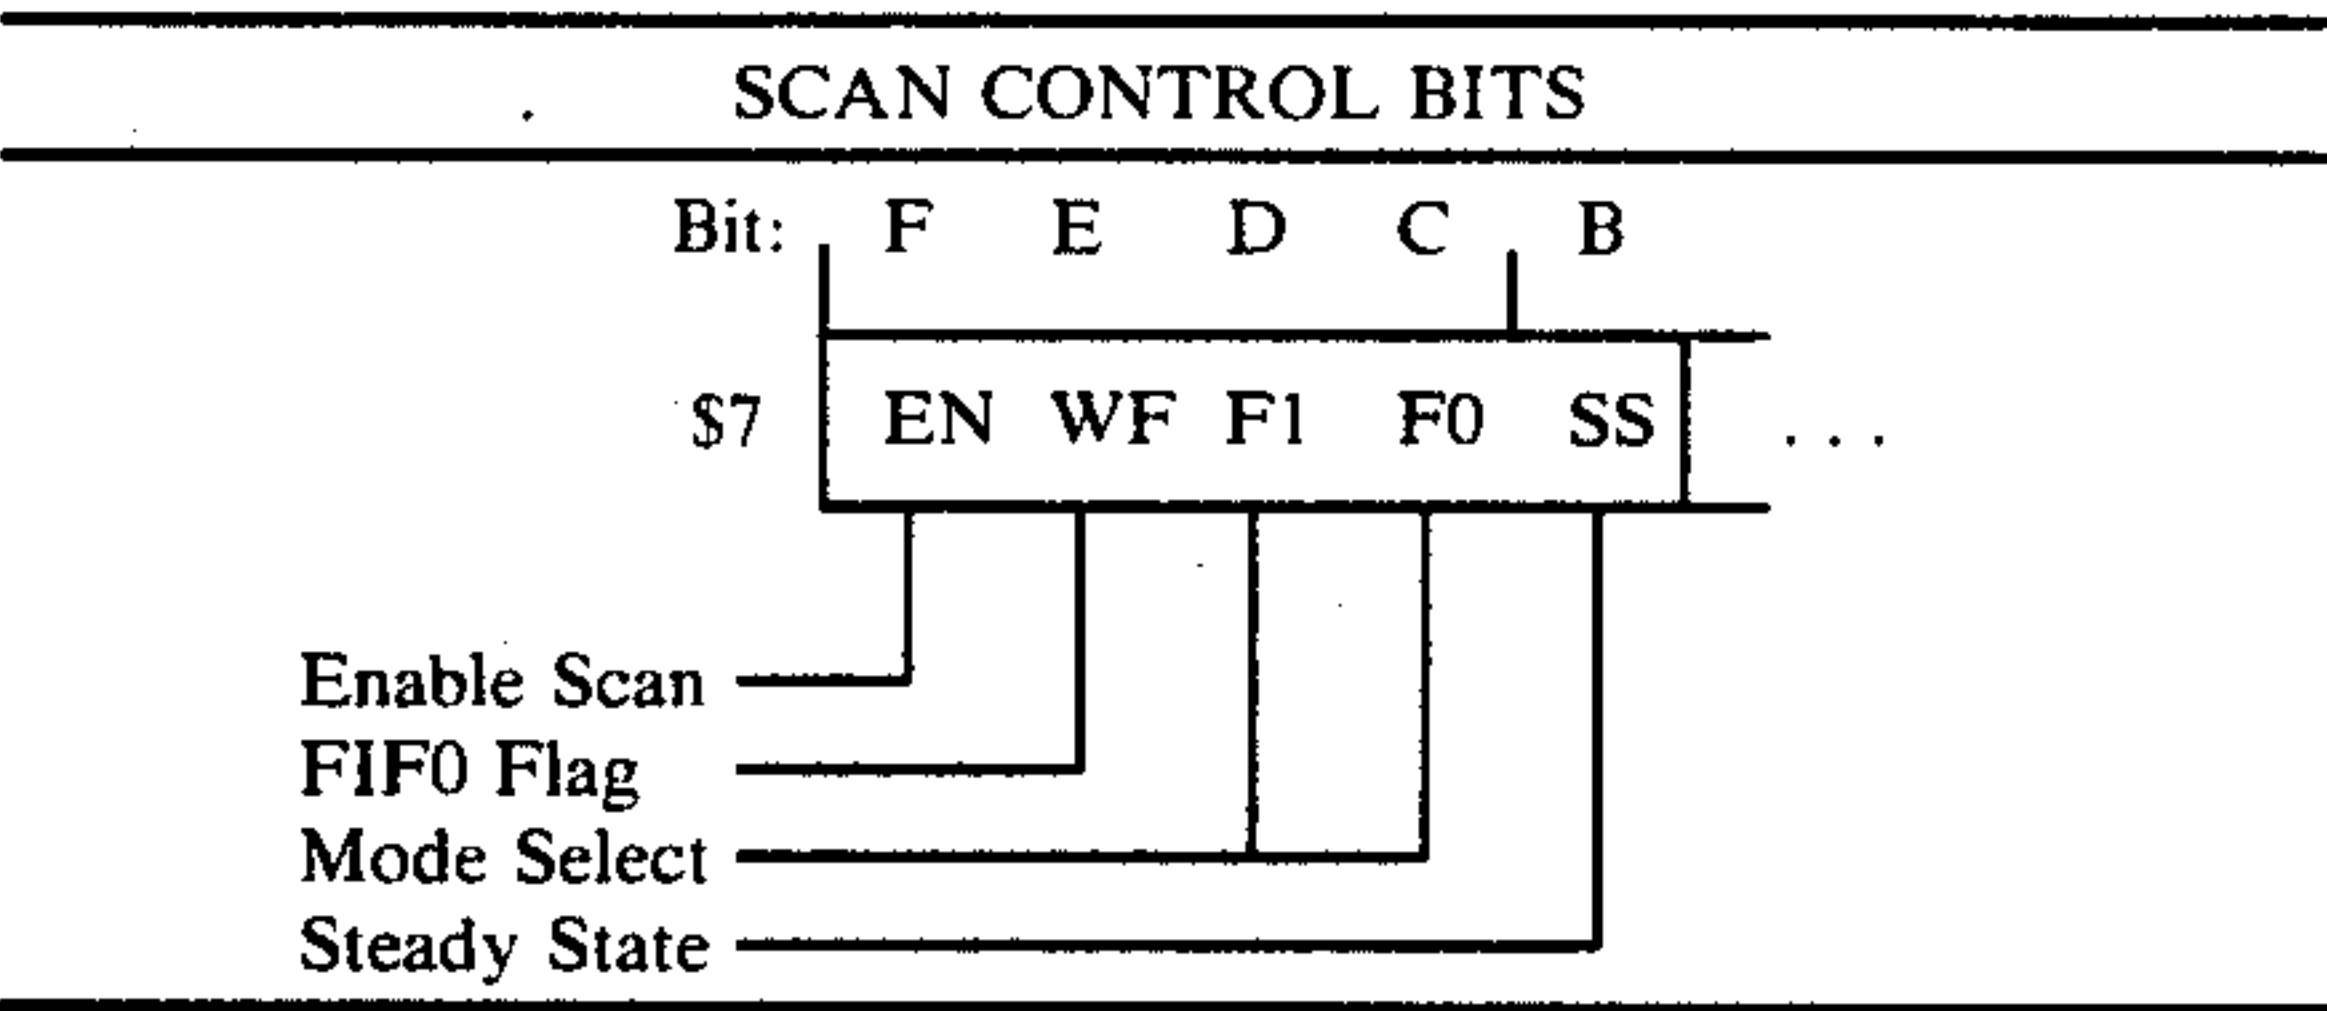 SCAN CONTROL BITS
Bit: F E D C B
$7 EN WF F1 F0 SS ...
Enable Scan
FIF0 Flag
Mode Select
Steady State